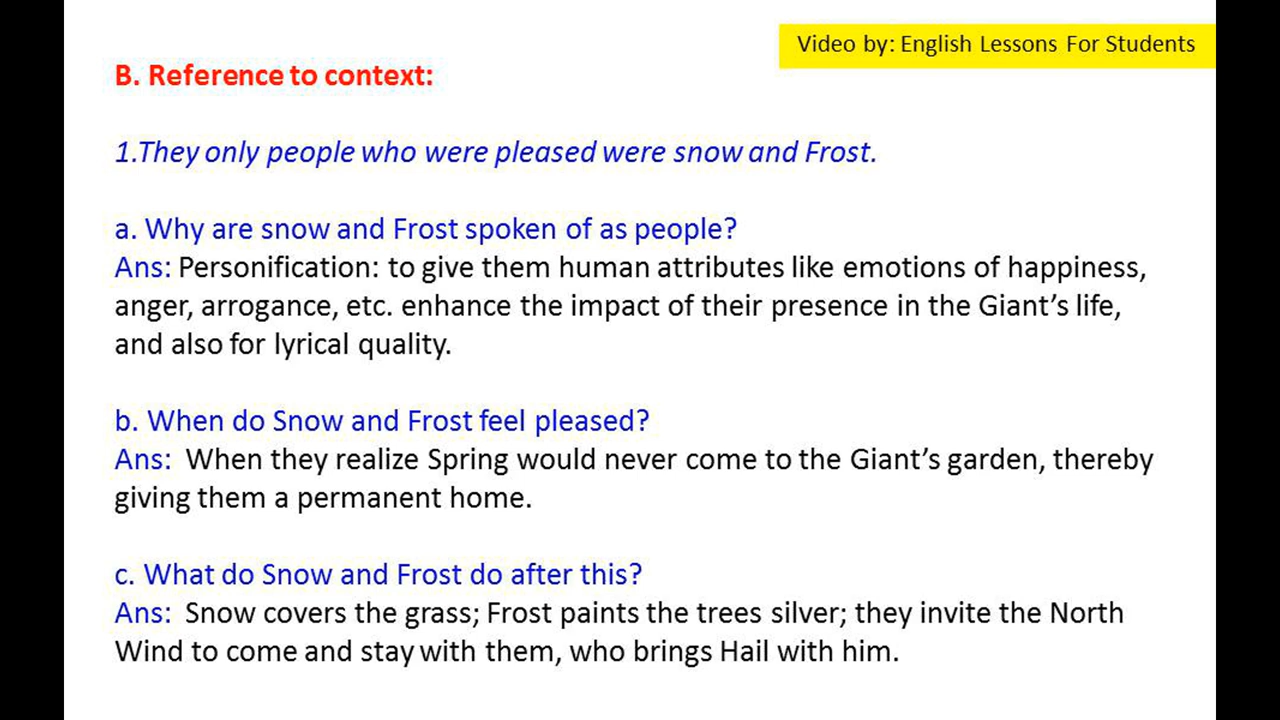 Video by: English Lessons For Students
B. Reference to context:
1.They only people who were pleased were snow and Frost.
a. Why are snow and Frost spoken of as people?
Ans: Personification: to give them human attributes like emotions of happiness,
anger, arrogance, etc. enhance the impact of their presence in the Giant’s life,
and also for lyrical quality.
b. When do Snow and Frost feel pleased?
Ans: When they realize Spring would never come to the Giant’s garden, thereby
giving them a permanent home.
c. What do Snow and Frost do after this?
Ans: Snow covers the grass; Frost paints the trees silver; they invite the North
Wind to come and stay with them, who brings Hail with him.